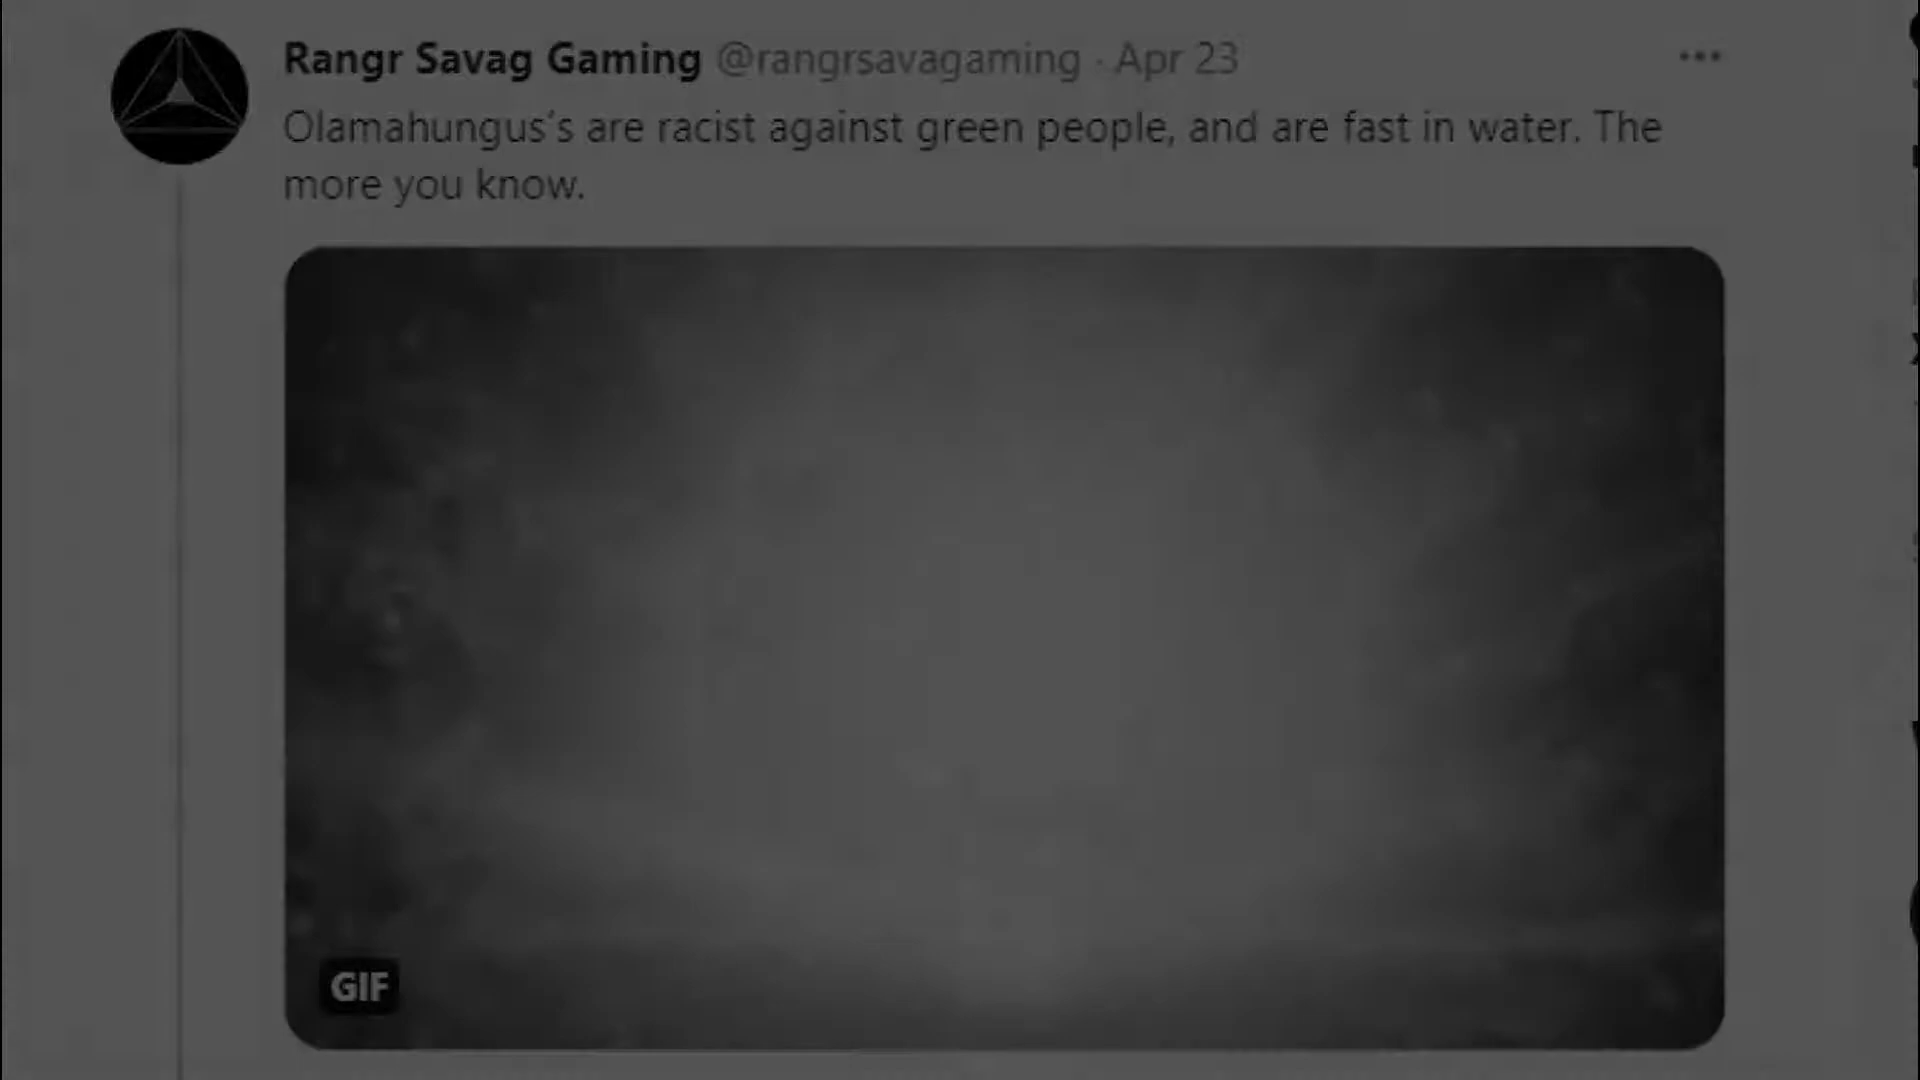 Rangr Savag Gaming @rangrsavagaming · Apr 23
Olamahungus's are racist against green people, and are fast in water. The
more you know.
GIF